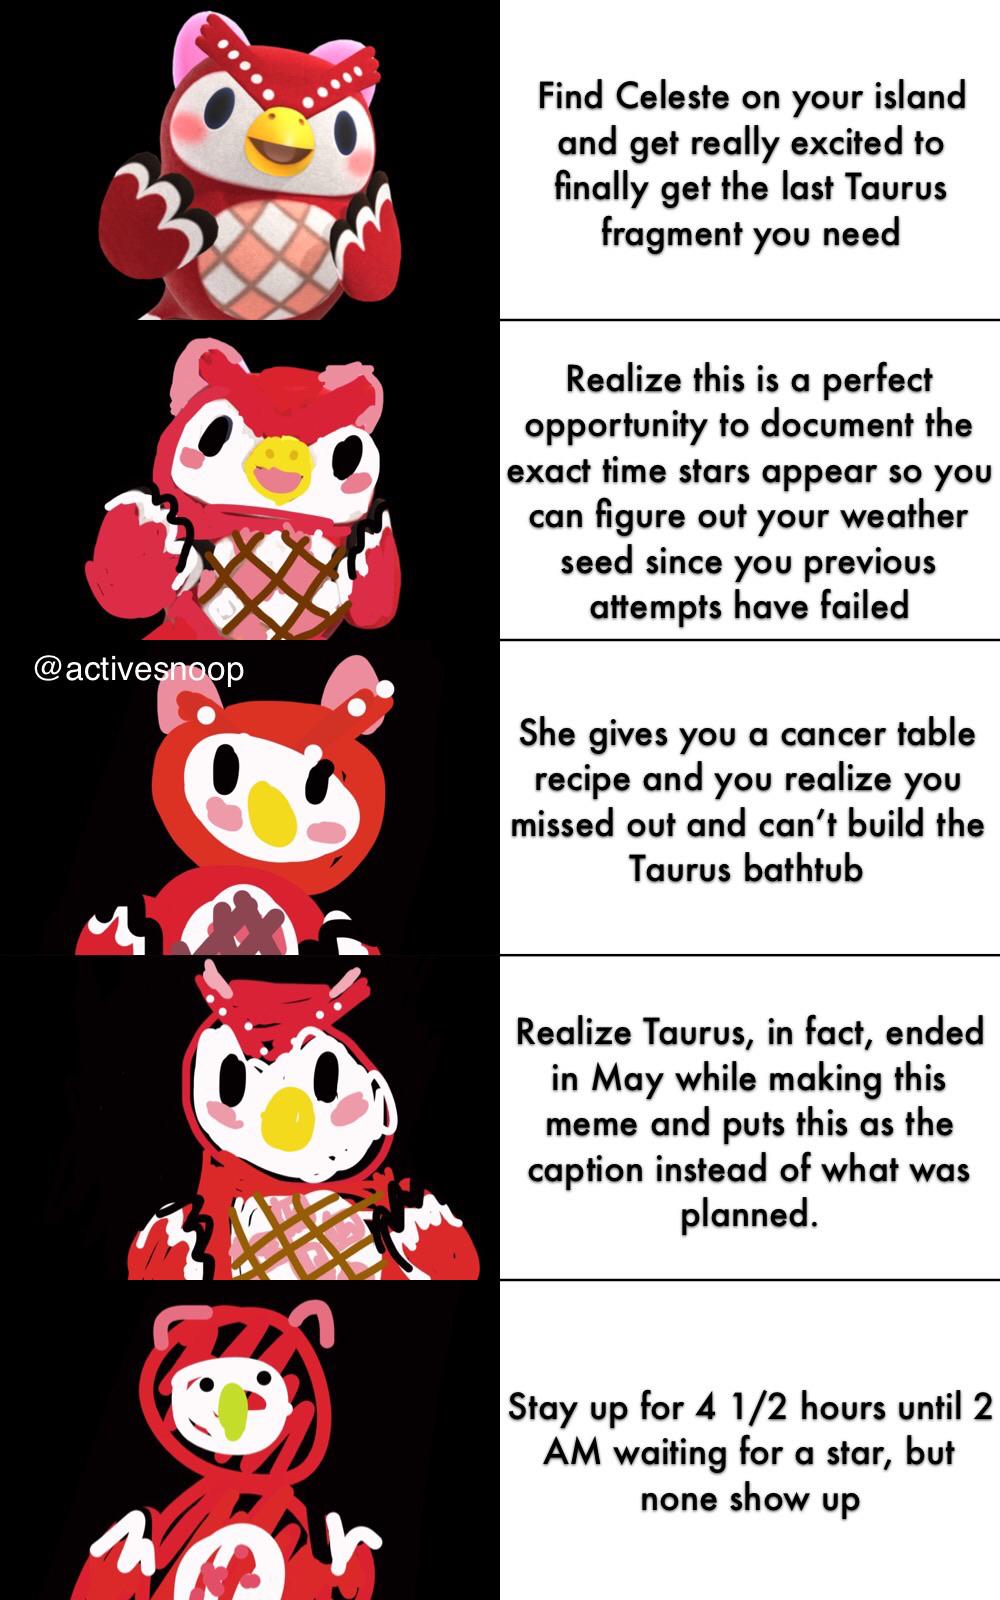 Find Celeste on your island
and get really excited to
finally get the last Taurus
fragment you need
Realize this is a perfect
opportunity to document the
exact time stars appear so you
can figure out your weather
seed since you previous
attempts have failed
@activesnoop
She gives you a cancer table
recipe and you realize you
missed out and can’t build the
Taurus bathtub
Realize Taurus, in fact, ended
in May while making this
meme and puts this as the
caption instead of what was
planned.
Stay up for 4 1/2 hours until 2
AM waiting for a star, but
none show up